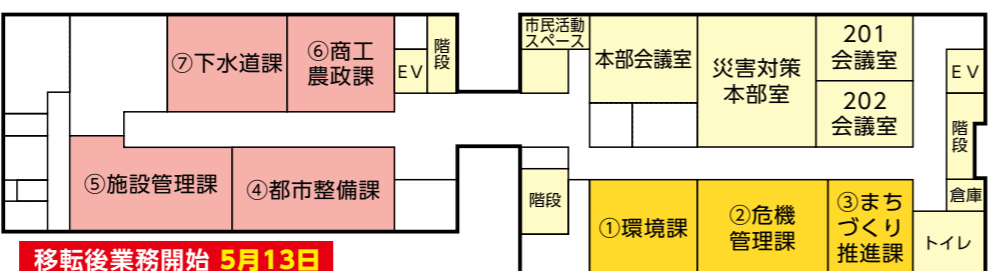 ⑦下水道課
⑥商工
農政課
EV
階段
市民活動
スペース
本部会議室
災害対策
本部室
201
会議室
202
会議室
EV
階段
⑤施設管理課
④都市整備課
階段
①環境課
②危機
管理課
③まち
づくり
推進課
倉庫
トイレ
移転後業務開始 5月13日